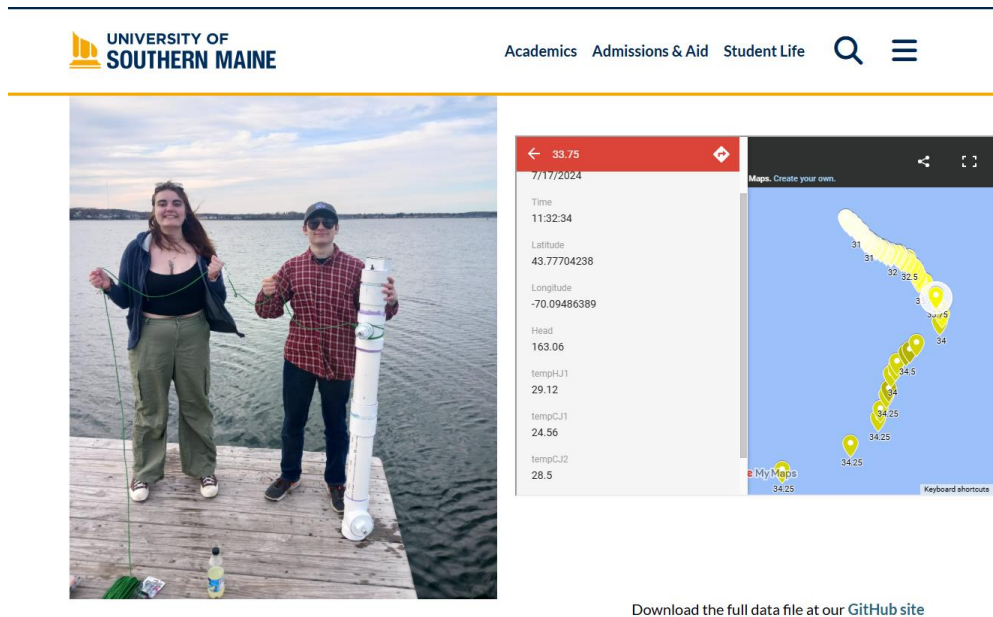 UNIVERSITY OF
SOUTHERN MAINE
Academics Admissions & Aid Student Life
33.75
7/17/2024
Time
11:32:34
Latitude
43.77704238
Longitude
-70.09486389
Head
163.06
tempHJ1
29.12
tempCJ1
24.56
tempCJ2
28.5
Maps. Create your own.
31
31
32
32.5
33.75
34
34.5
34
34.25
34.25
34.25
34.25
e My Maps
Keyboard shortcuts
Download the full data file at our GitHub site